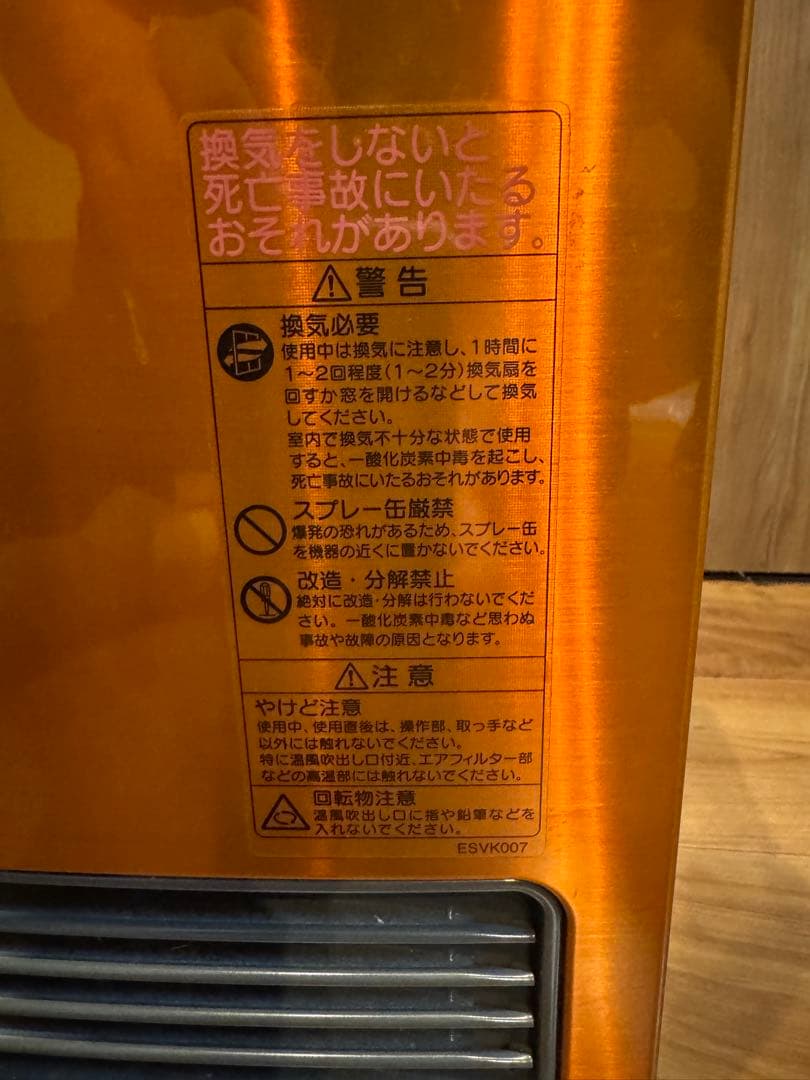 換気をしないと
死亡事故にいたる
おそれがあります。
警告
換気必要
使用中は換気に注意し、1時間に
1〜2回程度(1〜2分)換気扇を
回すか窓を開けるなどして換気
してください。
室内で換気不十分な状態で使用
すると、一酸化炭素中毒を起こし、
死亡事故にいたるおそれがあります。
スプレー缶厳禁
爆発の恐れがあるため、スプレー缶
を機器の近くに置かないでください。
改造・分解禁止
絶対に改造・分解は行わないでくだ
さい。一酸化炭素中毒など思わぬ
事故や故障の原因となります。
注意
やけど注意
使用中、使用直後は、操作部、取っ手など
以外には触れないでください。
特に温風吹出し口付近、エアフィルター部
などの高温部には触れないでください。
回転物注意
温風吹出し口に指や鉛筆などを
入れないでください。
ESVK007